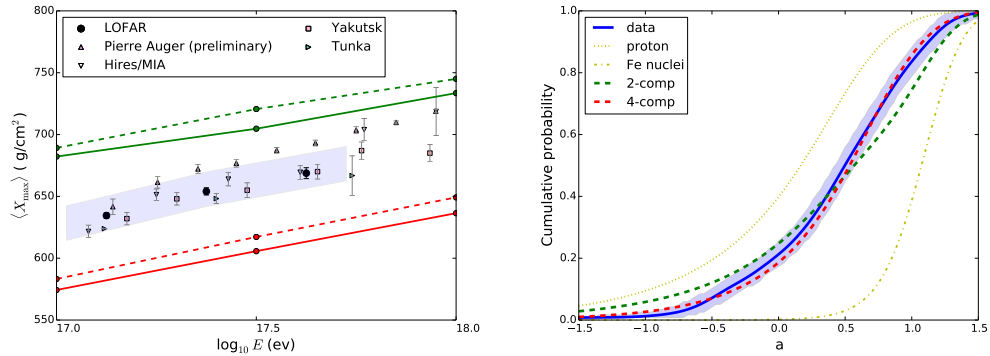 800
750
700
650
600
550
17.0
17.5
18.0
⟨X_max⟩ (g/cm²)
log₁₀ E (ev)
LOFAR
Pierre Auger (preliminary)
Hires/MIA
Yakutsk
Tunka
1.0
0.8
0.6
0.4
0.2
0.0
−1.5
−1.0
−0.5
0.0
0.5
1.0
1.5
Cumulative probability
a
data
proton
Fe nuclei
2-comp
4-comp